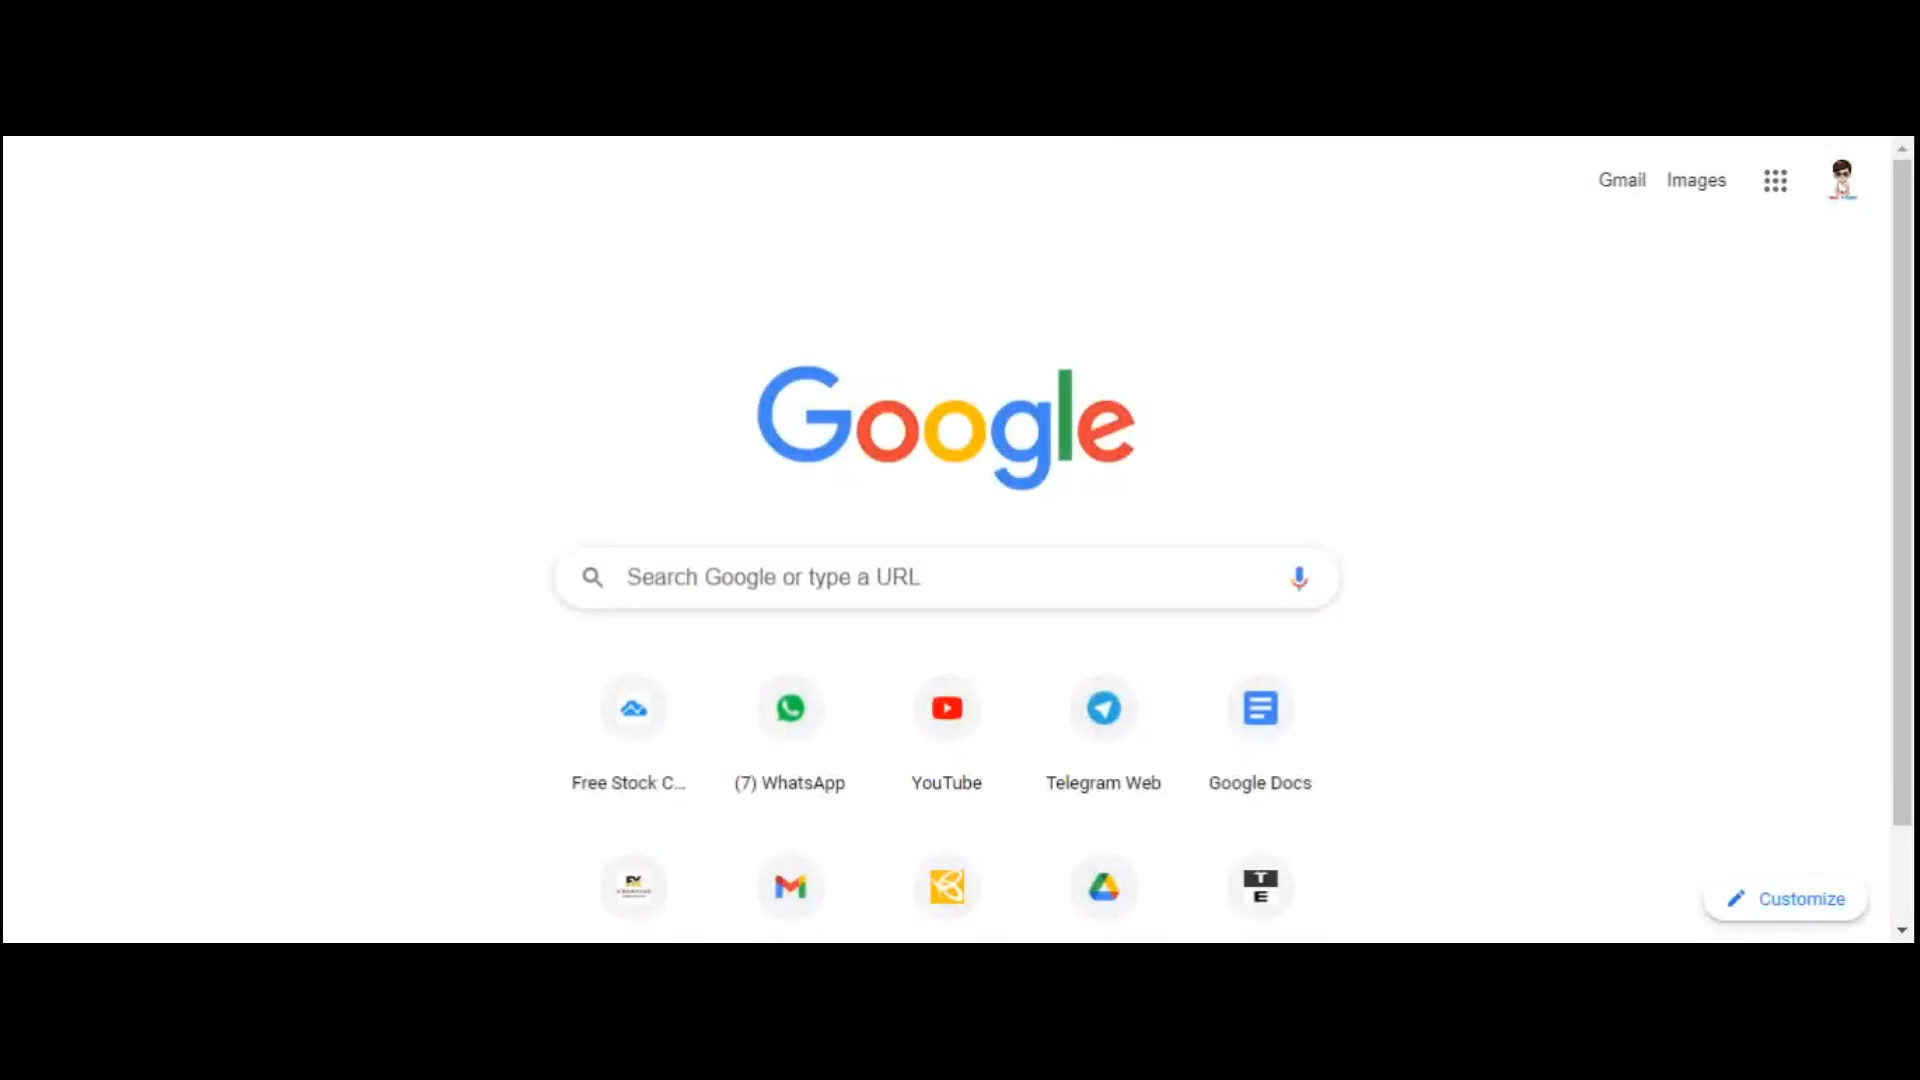 Gmail Images
Google
Search Google or type a URL
Free Stock C... (7) WhatsApp YouTube Telegram Web Google Docs
T
E
Customize